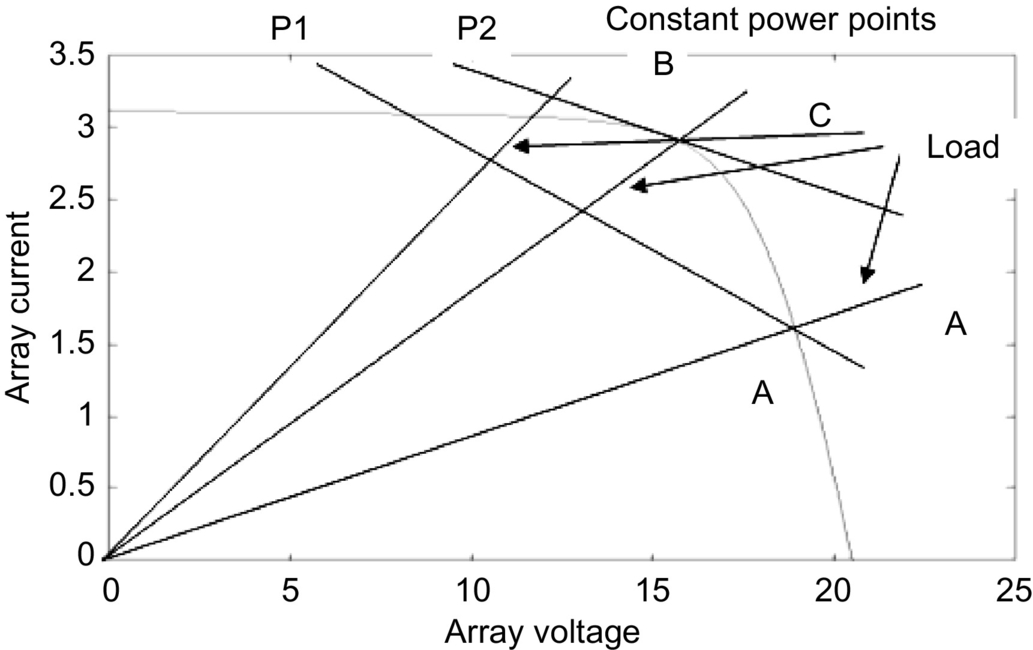 Constant power points
P1 P2
B
C
Load
A
A
3.5
3
2.5
2
1.5
1
0.5
0
0 5 10 15 20 25
Array current
Array voltage